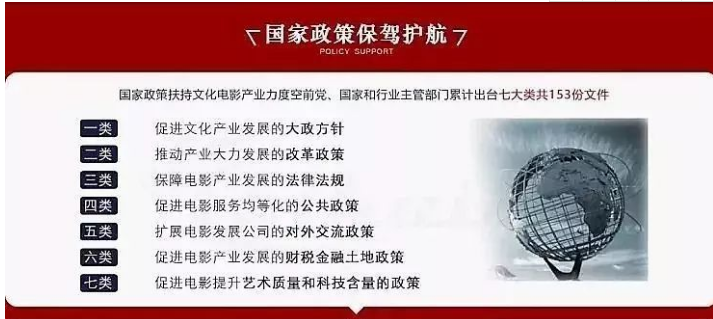 国家政策保驾护航
POLICY SUPPORT
国家政策扶持文化电影产业力度空前党、国家和行业主管部门累计出台七大类共153份文件
一类 促进文化产业发展的大政方针
二类 推动产业大力发展的改革政策
三类 保障电影产业发展的法律法规
四类 促进电影服务均等化的公共政策
五类 扩展电影发展公司的对外交流政策
六类 促进电影产业发展的财税金融土地政策
七类 促进电影提升艺术质量和科技含量的政策